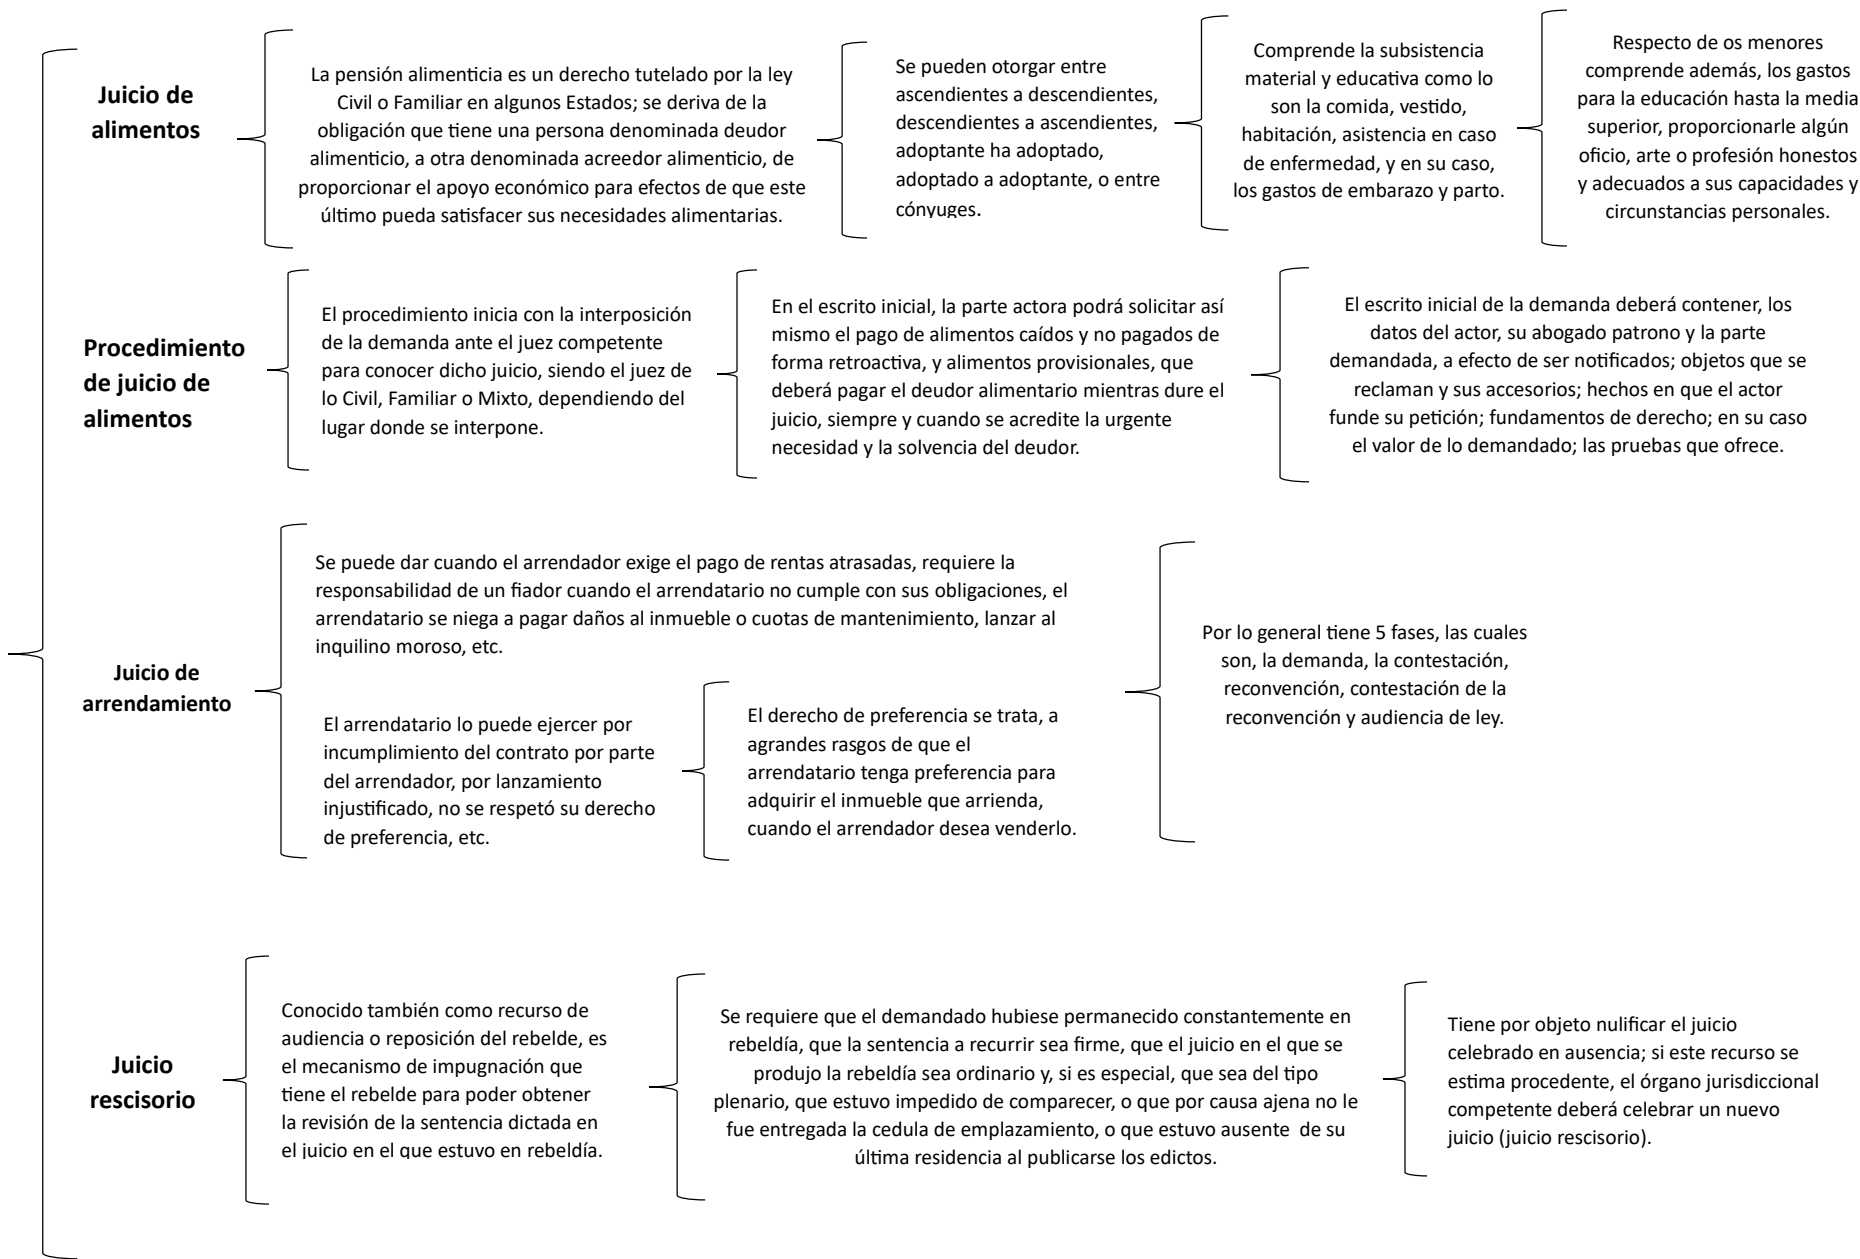 Juicio de
alimentos
La pensión alimenticia es un derecho tutelado por la ley
Civil o Familiar en algunos Estados; se deriva de la
obligación que tiene una persona denominada deudor
alimenticio, a otra denominada acreedor alimenticio, de
proporcionar el apoyo económico para efectos de que este
último pueda satisfacer sus necesidades alimentarias.
Se pueden otorgar entre
ascendientes a descendientes,
descendientes a ascendientes,
adoptante ha adoptado,
adoptado a adoptante, o entre
cónyuges.
Comprende la subsistencia
material y educativa como lo
son la comida, vestido,
habitación, asistencia en caso
de enfermedad, y en su caso,
los gastos de embarazo y parto.
Respecto de os menores
comprende además, los gastos
para la educación hasta la media
superior, proporcionarle algún
oficio, arte o profesión honestos
y adecuados a sus capacidades y
circunstancias personales.
Procedimiento
de juicio de
alimentos
El procedimiento inicia con la interposición
de la demanda ante el juez competente
para conocer dicho juicio, siendo el juez de
lo Civil, Familiar o Mixto, dependiendo del
lugar donde se interpone.
En el escrito inicial, la parte actora podrá solicitar así
mismo el pago de alimentos caídos y no pagados de
forma retroactiva, y alimentos provisionales, que
deberá pagar el deudor alimentario mientras dure el
juicio, siempre y cuando se acredite la urgente
necesidad y la solvencia del deudor.
El escrito inicial de la demanda deberá contener, los
datos del actor, su abogado patrono y la parte
demandada, a efecto de ser notificados; objetos que se
reclaman y sus accesorios; hechos en que el actor
funde su petición; fundamentos de derecho; en su caso
el valor de lo demandado; las pruebas que ofrece.
Juicio de
arrendamiento
Se puede dar cuando el arrendador exige el pago de rentas atrasadas, requiere la
responsabilidad de un fiador cuando el arrendatario no cumple con sus obligaciones, el
arrendatario se niega a pagar daños al inmueble o cuotas de mantenimiento, lanzar al
inquilino moroso, etc.
El arrendatario lo puede ejercer por
incumplimiento del contrato por parte
del arrendador, por lanzamiento
injustificado, no se respetó su derecho
de preferencia, etc.
El derecho de preferencia se trata, a
agrandes rasgos de que el
arrendatario tenga preferencia para
adquirir el inmueble que arrienda,
cuando el arrendador desea venderlo.
Por lo general tiene 5 fases, las cuales
son, la demanda, la contestación,
reconvención, contestación de la
reconvención y audiencia de ley.
Juicio
rescisorio
Conocido también como recurso de
audiencia o reposición del rebelde, es
el mecanismo de impugnación que
tiene el rebelde para poder obtener
la revisión de la sentencia dictada en
el juicio en el que estuvo en rebeldía.
Se requiere que el demandado hubiese permanecido constantemente en
rebeldía, que la sentencia a recurrir sea firme, que el juicio en el que se
produjo la rebeldía sea ordinario y, si es especial, que sea del tipo
plenario, que estuvo impedido de comparecer, o que por causa ajena no le
fue entregada la cedula de emplazamiento, o que estuvo ausente de su
última residencia al publicarse los edictos.
Tiene por objeto nulificar el juicio
celebrado en ausencia; si este recurso se
estima procedente, el órgano jurisdiccional
competente deberá celebrar un nuevo
juicio (juicio rescisorio).